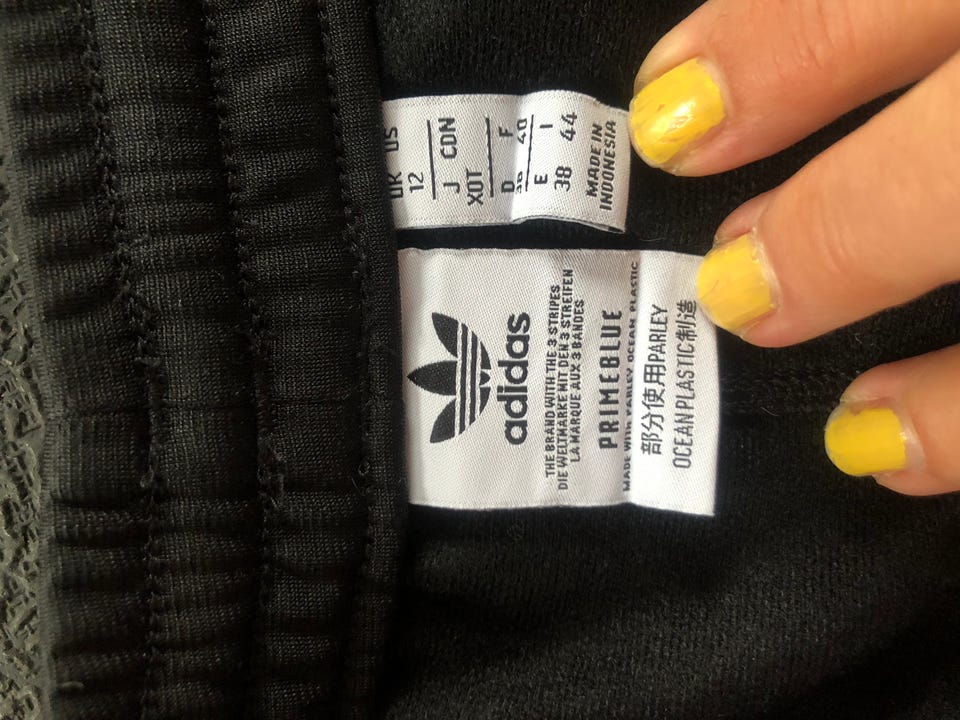 UK US
12
J CDN
XOT
D F
40
E I
38 44
MADE IN
INDONESIA
adidas
THE BRAND WITH THE 3 STRIPES
DIE WELTMARKE MIT DEN 3 STREIFEN
LA MARQUE AUX 3 BANDES
PRIMEBLUE
MADE WITH PARLEY OCEAN PLASTIC
部分使用PARLEY
OCEAN PLASTIC制造